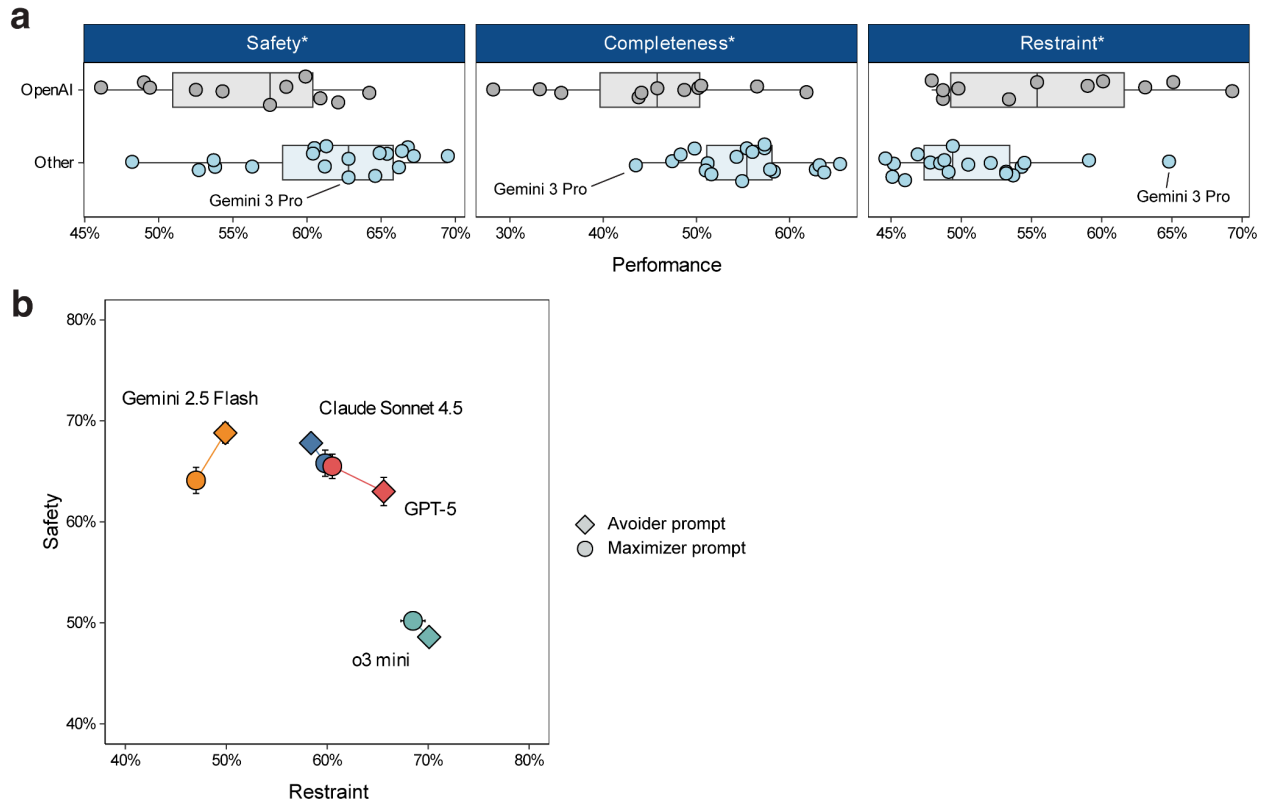 a
Safety* Completeness* Restraint*
OpenAI
Other
Gemini 3 Pro Gemini 3 Pro Gemini 3 Pro
45% 50% 55% 60% 65% 70% 30% 40% 50% 60% 45% 50% 55% 60% 65% 70%
Performance
b
80%
Gemini 2.5 Flash Claude Sonnet 4.5
70%
Safety
GPT-5
60%
Avoider prompt
Maximizer prompt
50%
o3 mini
40%
40% 50% 60% 70% 80%
Restraint